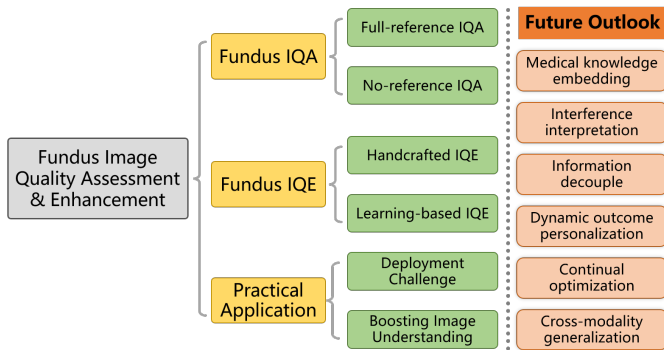 Fundus Image
Quality Assessment
& Enhancement
Fundus IQA
Full-reference IQA
No-reference IQA
Fundus IQE
Handcrafted IQE
Learning-based IQE
Practical
Application
Deployment
Challenge
Boosting Image
Understanding
Future Outlook
Medical knowledge
embedding
Interference
interpretation
Information
decouple
Dynamic outcome
personalization
Continual
optimization
Cross-modality
generalization